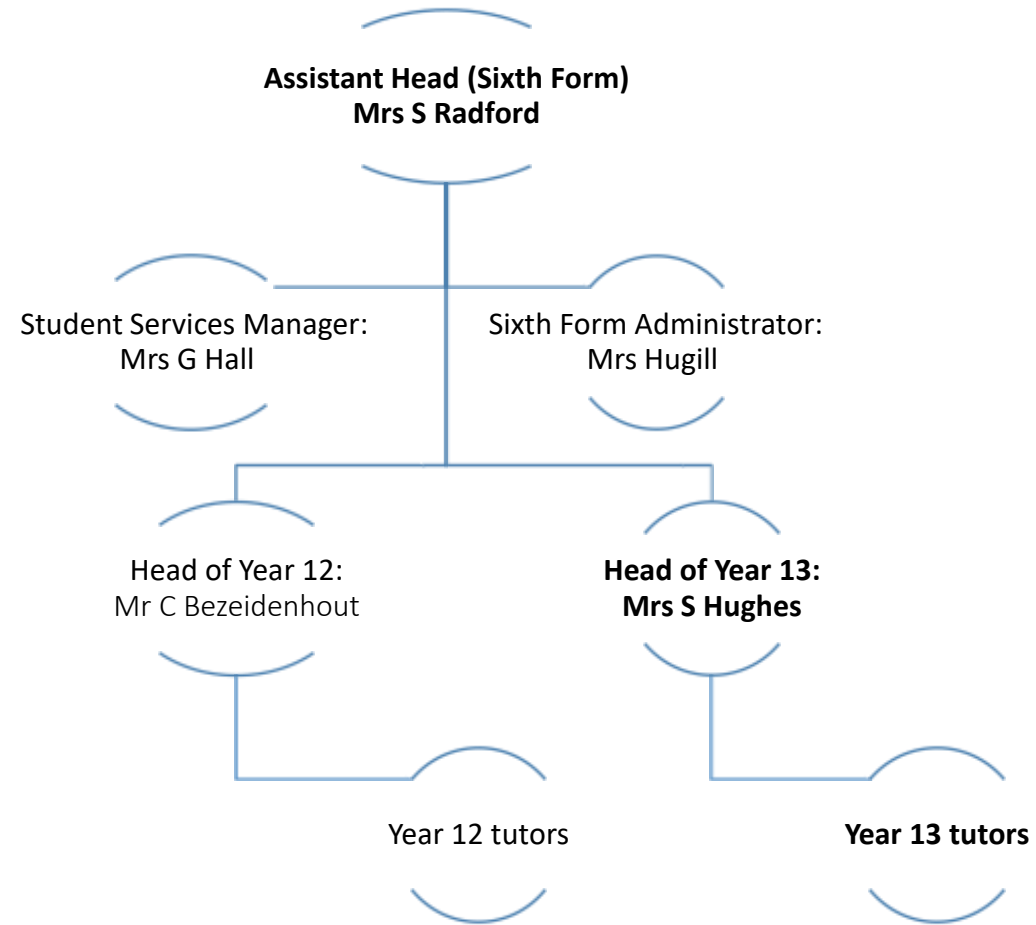 Assistant Head (Sixth Form)
Mrs S Radford
Student Services Manager:
Mrs G Hall
Sixth Form Administrator:
Mrs Hugill
Head of Year 12:
Mr C Bezeidenhout
Head of Year 13:
Mrs S Hughes
Year 12 tutors
Year 13 tutors